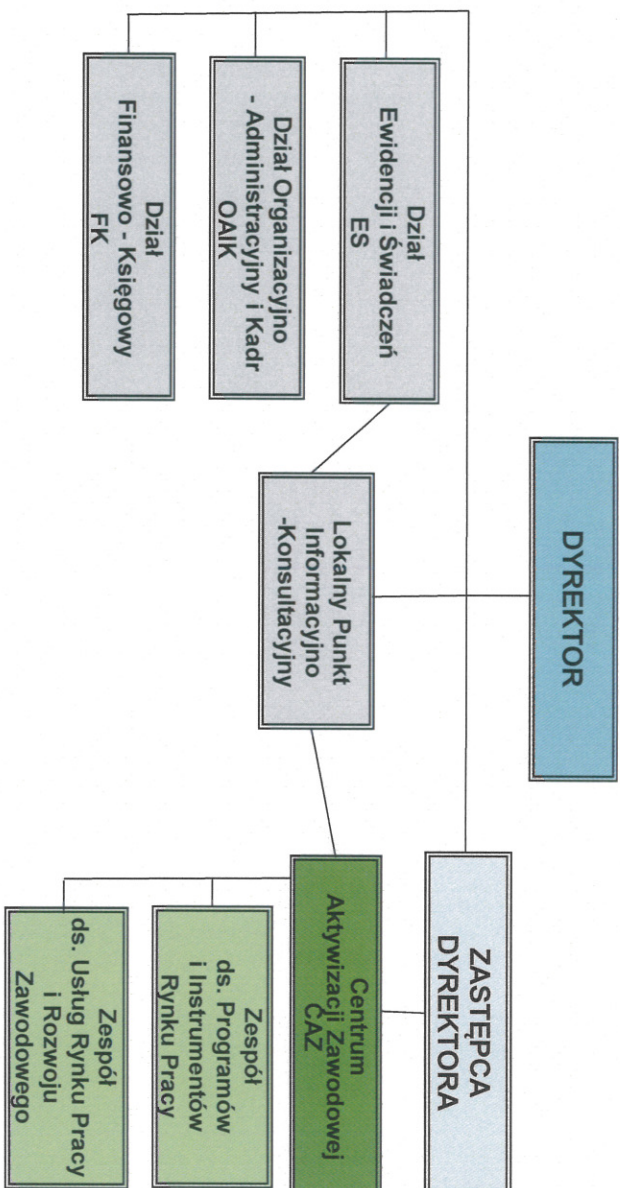 DYREKTOR
ZASTĘPCA
DYREKTORA
Dział
Ewidencji i Świadczeń
ES
Dział Organizacyjno
- Administracyjny i Kadr
OAIK
Dział
Finansowo - Księgowy
FK
Lokalny Punkt
Informacyjno
-Konsultacyjny
Centrum
Aktywizacji Zawodowej
CAZ
Zespół
ds. Programów
i Instrumentów
Rynku Pracy
Zespół
ds. Usług Rynku Pracy
i Rozwoju
Zawodowego